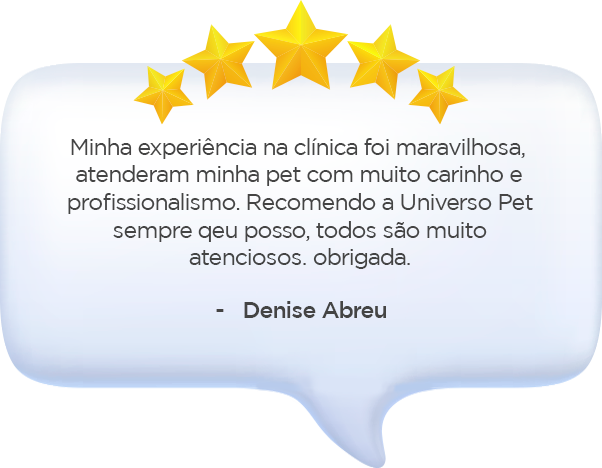 Minha experiência na clínica foi maravilhosa,
atenderam minha pet com muito carinho e
profissionalismo. Recomendo a Universo Pet
sempre qeu posso, todos são muito
atenciosos. obrigada.
- Denise Abreu